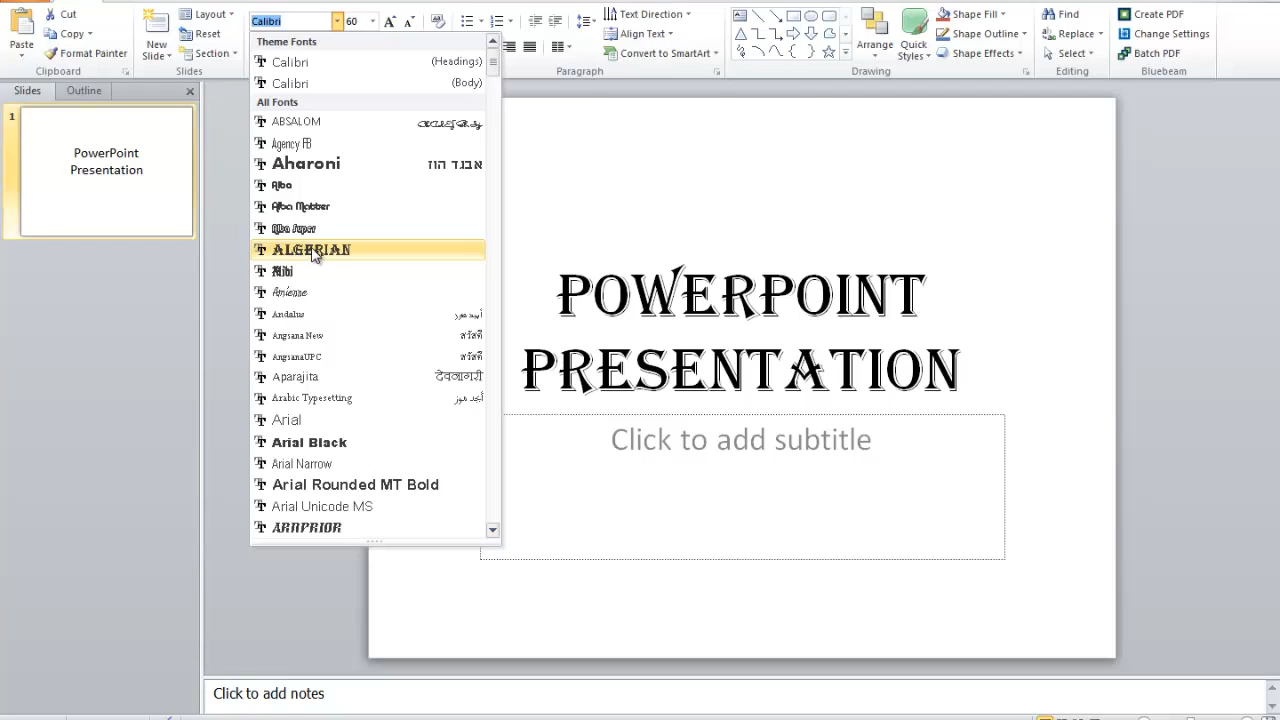 Cut
Copy
Format Painter
Paste
Clipboard
New
Slide
Layout
Reset
Section
Slides
Calibri
60
Text Direction
Align Text
Convert to SmartArt
Paragraph
Arrange
Quick
Styles
Shape Fill
Shape Outline
Shape Effects
Drawing
Find
Replace
Select
Editing
Create PDF
Change Settings
Batch PDF
Bluebeam
Slides
Outline
1
PowerPoint
Presentation
Theme Fonts
Calibri (Headings)
Calibri (Body)
All Fonts
ABSALOM
Agency FB
Aharoni אבגד הוז
Alba
Alba Matter
Alba Super
ALGERIAN
Alibi
Amienne
Andalus أبجد هوز
Angsana New สวัสดี
AngsanaUPC สวัสดี
Aparajita देवनागरी
Arabic Typesetting أبجد هوز
Arial
Arial Black
Arial Narrow
Arial Rounded MT Bold
Arial Unicode MS
ARNPRIOR
POWERPOINT
PRESENTATION
Click to add subtitle
Click to add notes